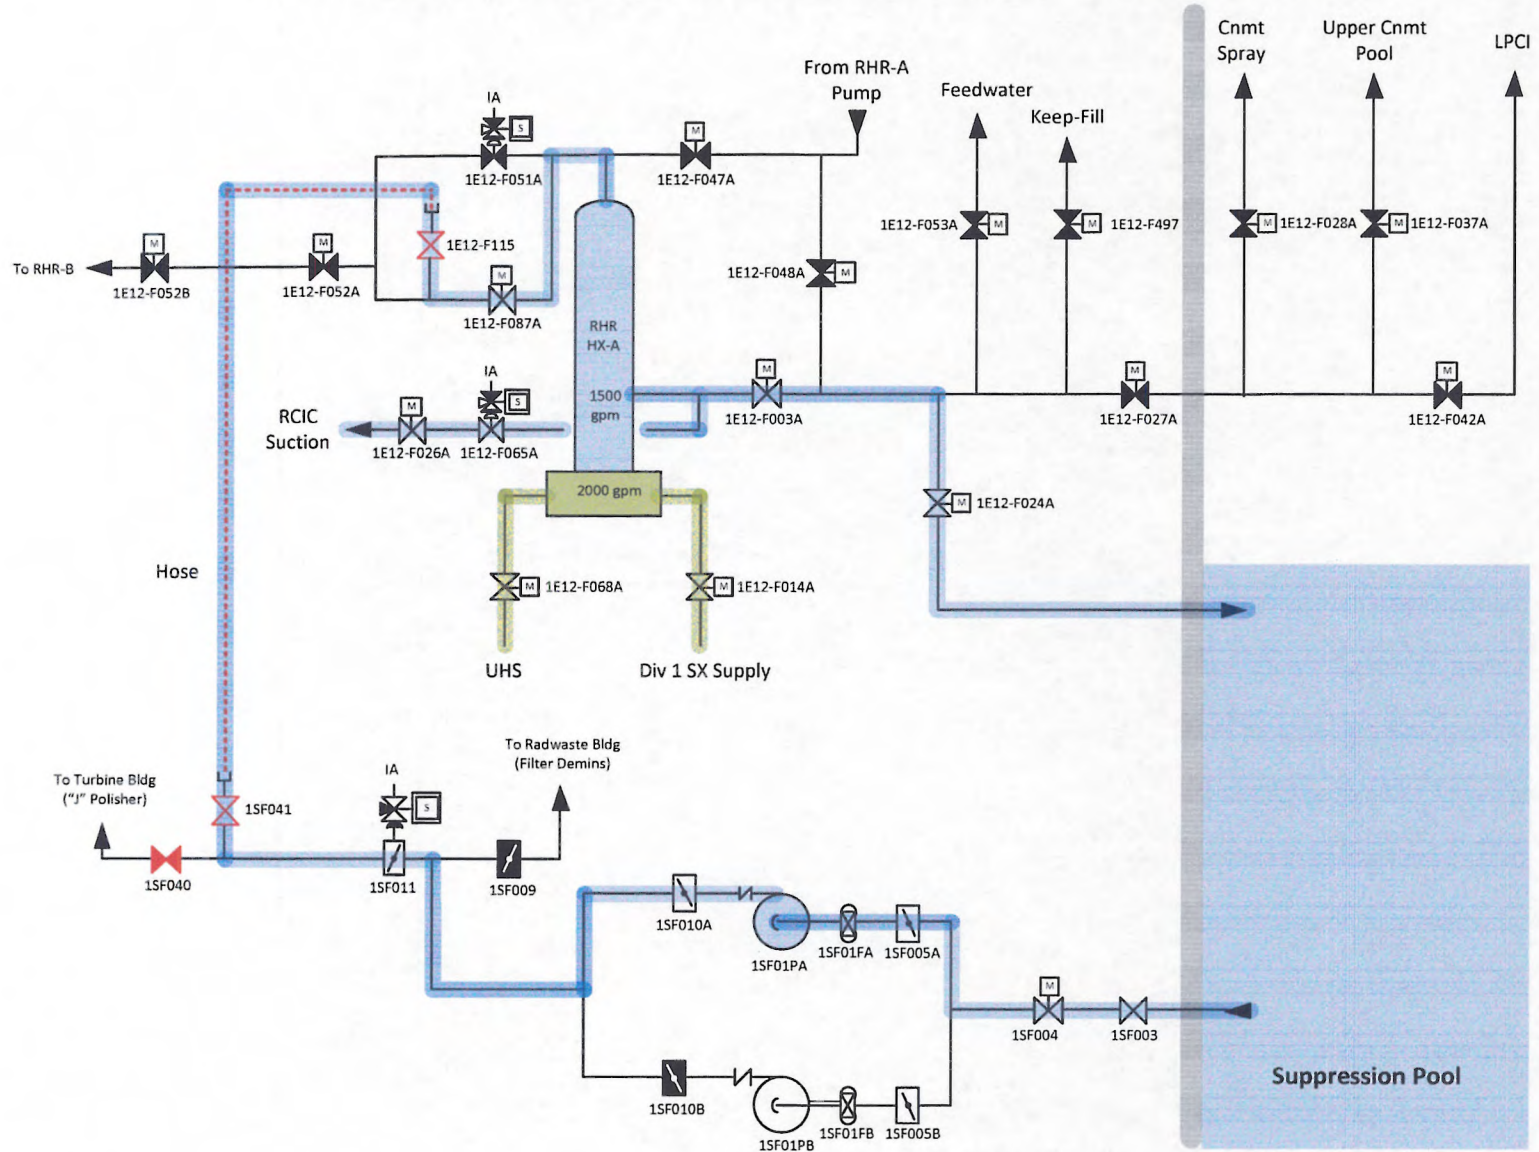 Cnmt
Spray
Upper Cnmt
Pool
LPCI
From RHR-A
Pump
Feedwater
Keep-Fill
IA
S
M
1E12-F051A
1E12-F047A
1E12-F115
M
1E12-F053A
M
1E12-F497
M
1E12-F028A
M
1E12-F037A
M
To RHR-B
M
1E12-F052B
M
1E12-F052A
M
1E12-F087A
1E12-F048A
M
RHR
HX-A
1500
gpm
IA
S
RCIC
Suction
M
1E12-F026A
1E12-F065A
M
1E12-F003A
M
1E12-F027A
M
1E12-F042A
2000 gpm
M
1E12-F024A
Hose
M
1E12-F068A
M
1E12-F014A
UHS
Div 1 SX Supply
To Turbine Bldg
("J" Polisher)
To Radwaste Bldg
(Filter Demins)
IA
S
1SF041
1SF040
1SF011
1SF009
1SF010A
1SF01PA
1SF01FA
1SF005A
M
1SF004
1SF003
Suppression Pool
1SF010B
1SF01PB
1SF01FB
1SF005B